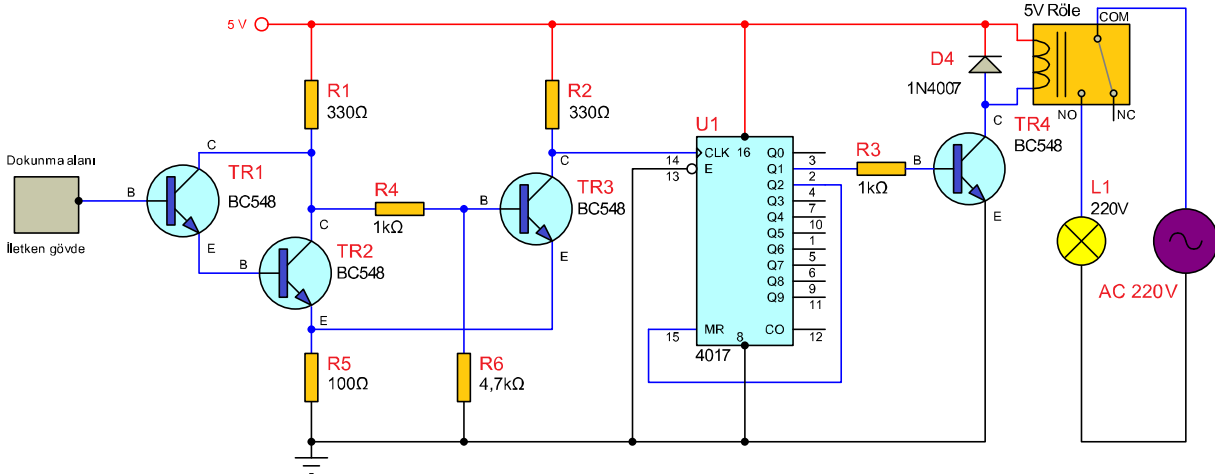 5 V
5V Röle
COM
NO
NC
D4
1N4007
R1
330Ω
R2
330Ω
U1
CLK
16
14
13
E
Q0
Q1
Q2
Q3
Q4
Q5
Q6
Q7
Q8
Q9
3
2
4
7
10
1
5
6
9
11
MR
15
8
CO
12
4017
R3
1kΩ
B
C
E
TR4
BC548
Dokunma alanı
İletken gövde
B
C
E
TR1
BC548
B
C
E
TR2
BC548
R4
1kΩ
B
C
E
TR3
BC548
R5
100Ω
R6
4,7kΩ
L1
220V
AC 220V